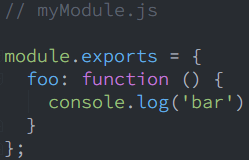 // myModule.js

module.exports = {
  foo: function () {
    console.log('bar')
  }
};